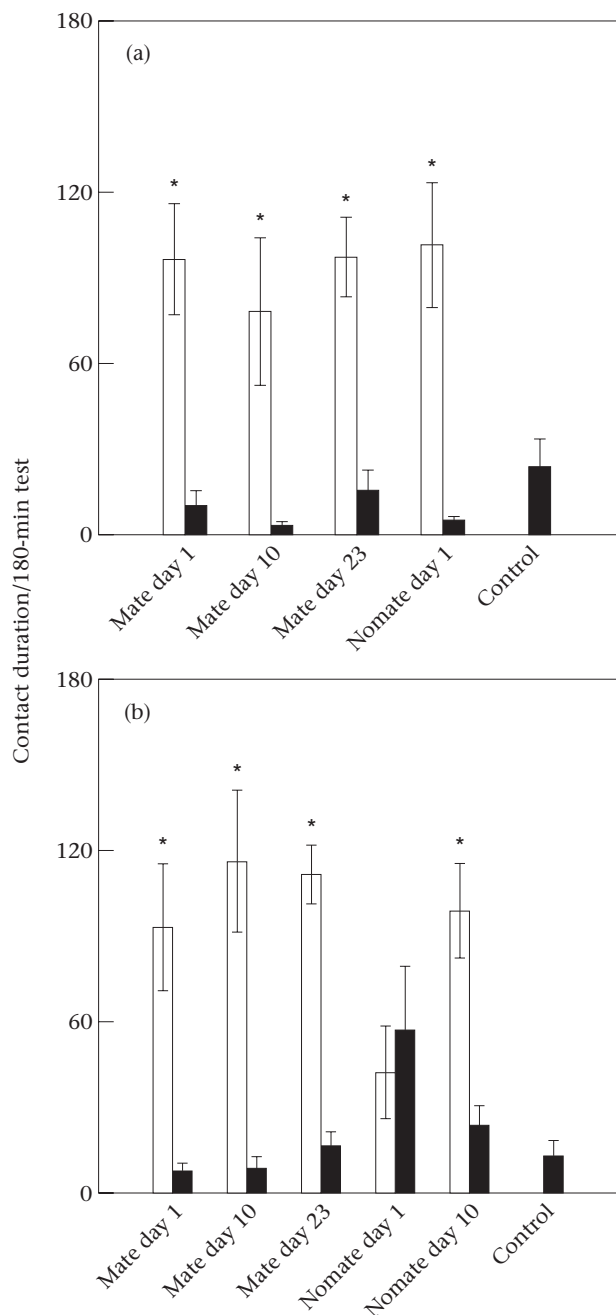 Contact duration/180-min test
(a)
180
120
60
0
* * * *
Mate day 1
Mate day 10
Mate day 23
Nomate day 1
Control
(b)
180
120
60
0
* * * *
Mate day 1
Mate day 10
Mate day 23
Nomate day 1
Nomate day 10
Control